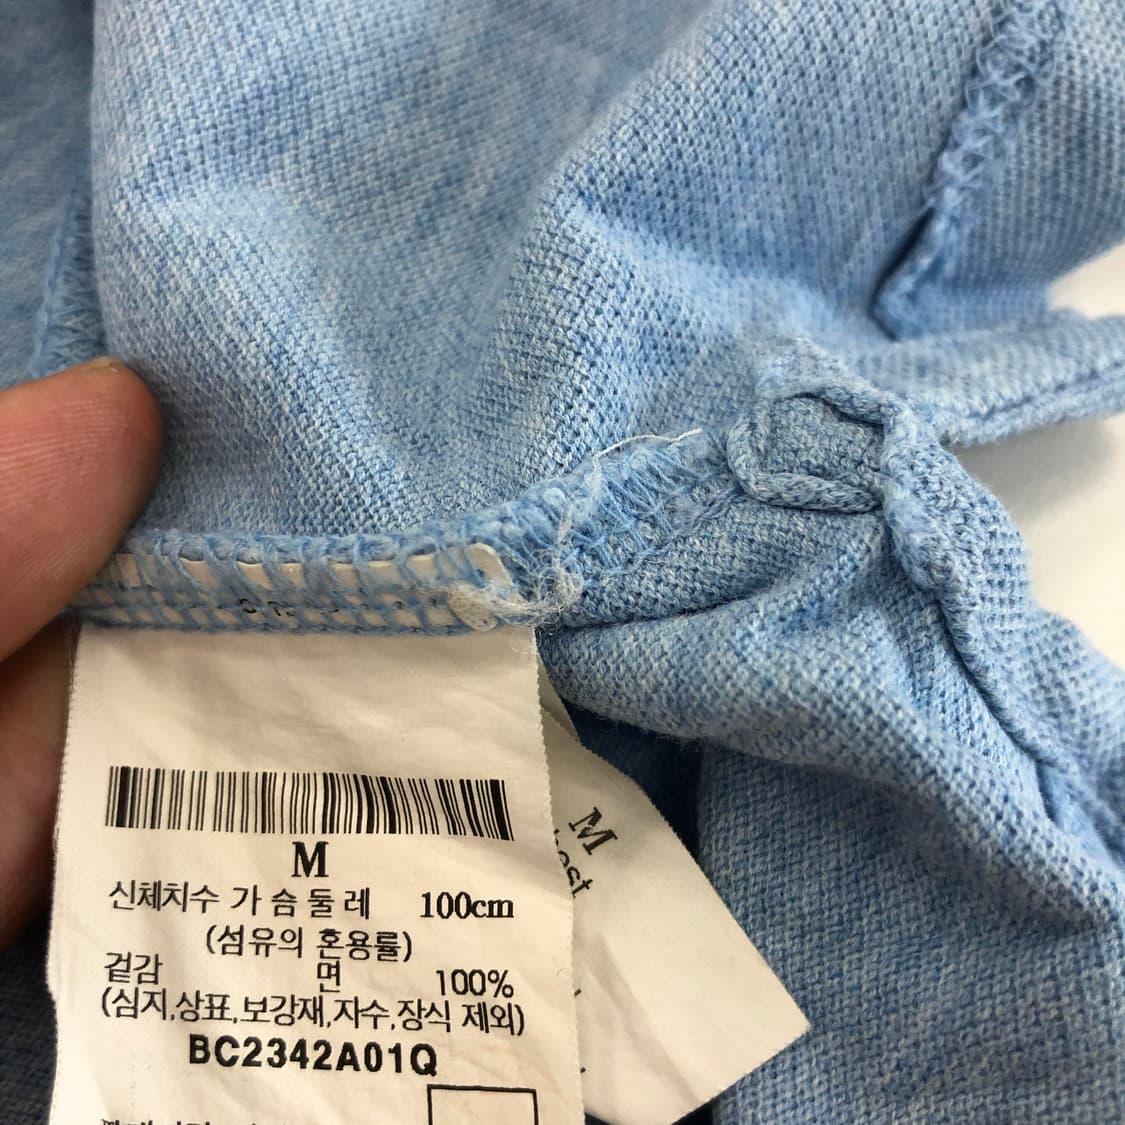 M
신체치수 가슴둘레 100cm
(섬유의 혼용률)
겉감 면 100%
(심지,상표,보강재,자수,장식 제외)
BC2342A01Q
M